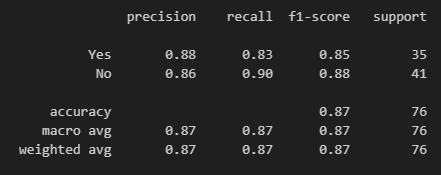 precision recall f1-score support
Yes 0.88 0.83 0.85 35
No 0.86 0.90 0.88 41
accuracy 0.87 76
macro avg 0.87 0.87 0.87 76
weighted avg 0.87 0.87 0.87 76